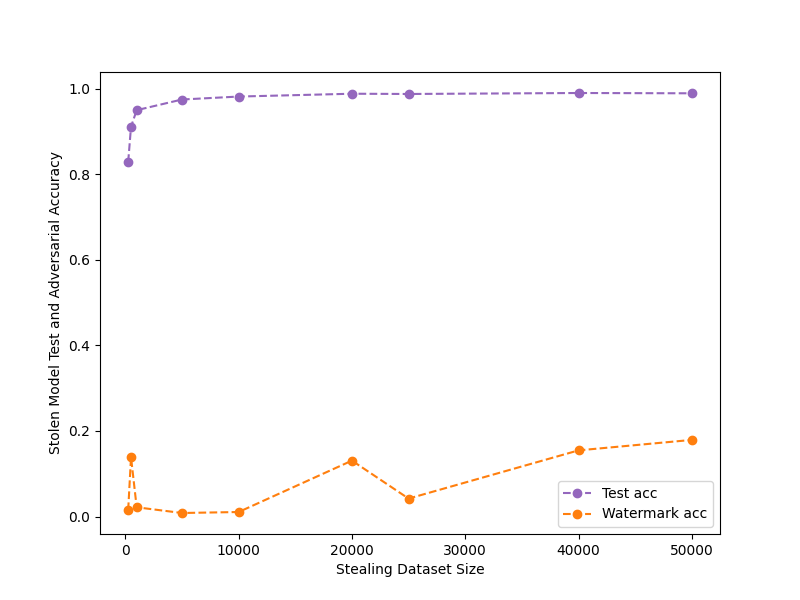 1.0
0.8
0.6
0.4
0.2
0.0
Stolen Model Test and Adversarial Accuracy
Test acc
Watermark acc
0 10000 20000 30000 40000 50000
Stealing Dataset Size